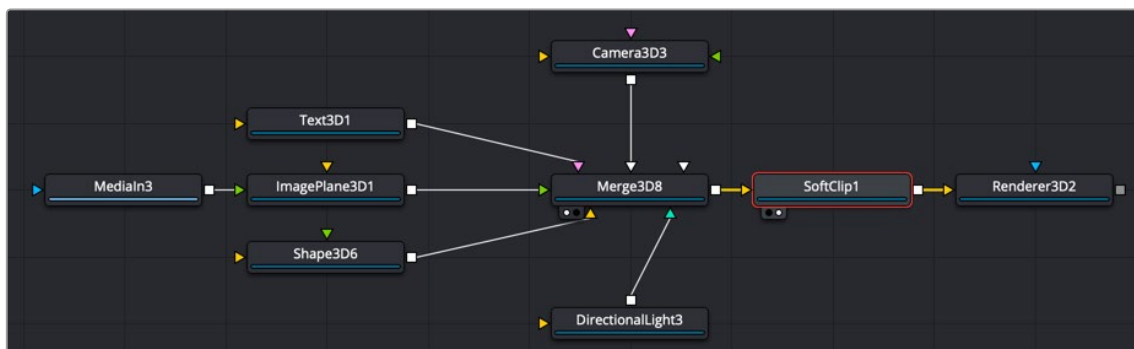 Camera3D3
Text3D1
MediaIn3
ImagePlane3D1
Merge3D8
SoftClip1
Renderer3D2
Shape3D6
DirectionalLight3